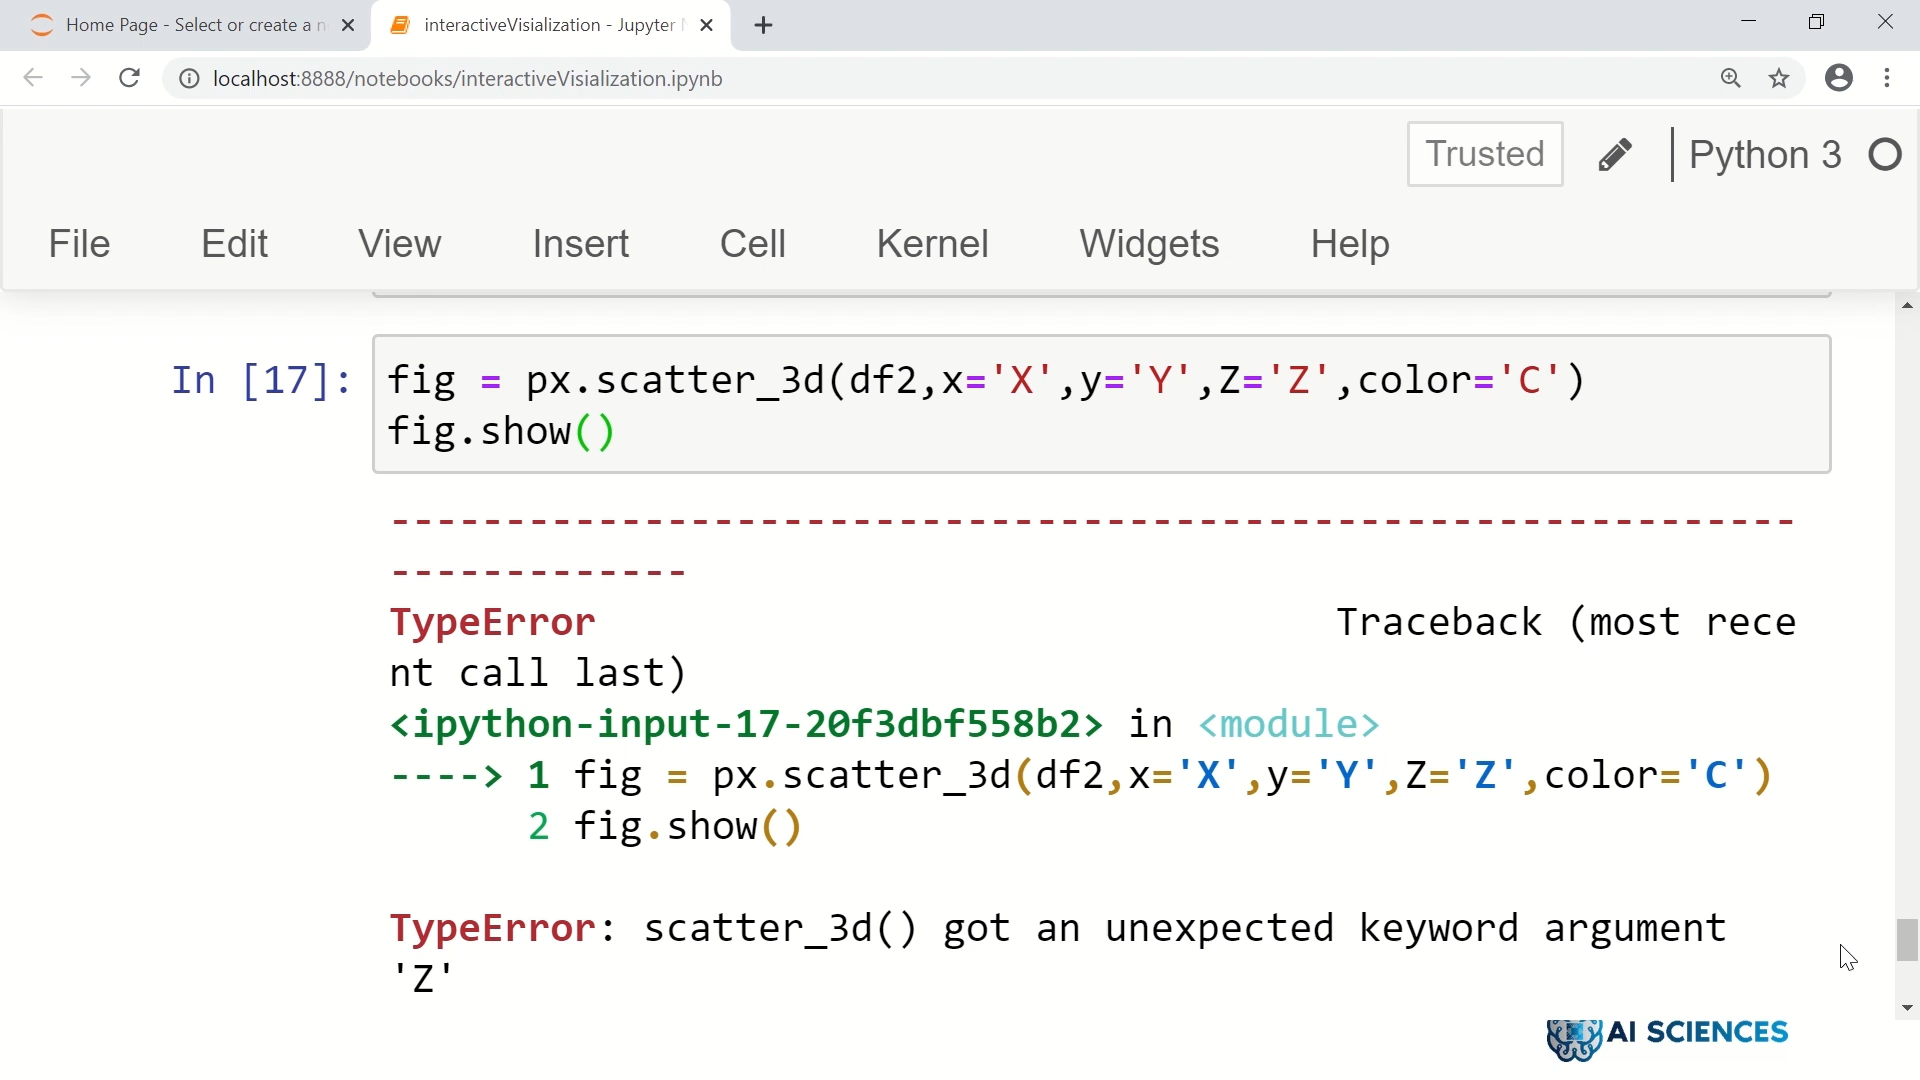 Home Page - Select or create a n
interactiveVisialization - Jupyter N
localhost:8888/notebooks/interactiveVisialization.ipynb
Trusted
Python 3
File Edit View Insert Cell Kernel Widgets Help
In [17]: fig = px.scatter_3d(df2,x='X',y='Y',Z='Z',color='C')
fig.show()
---------------------------------------------------------------------------
TypeError Traceback (most rece
nt call last)
<ipython-input-17-20f3dbf558b2> in <module>
----> 1 fig = px.scatter_3d(df2,x='X',y='Y',Z='Z',color='C')
2 fig.show()
TypeError: scatter_3d() got an unexpected keyword argument
'Z'
AI SCIENCES